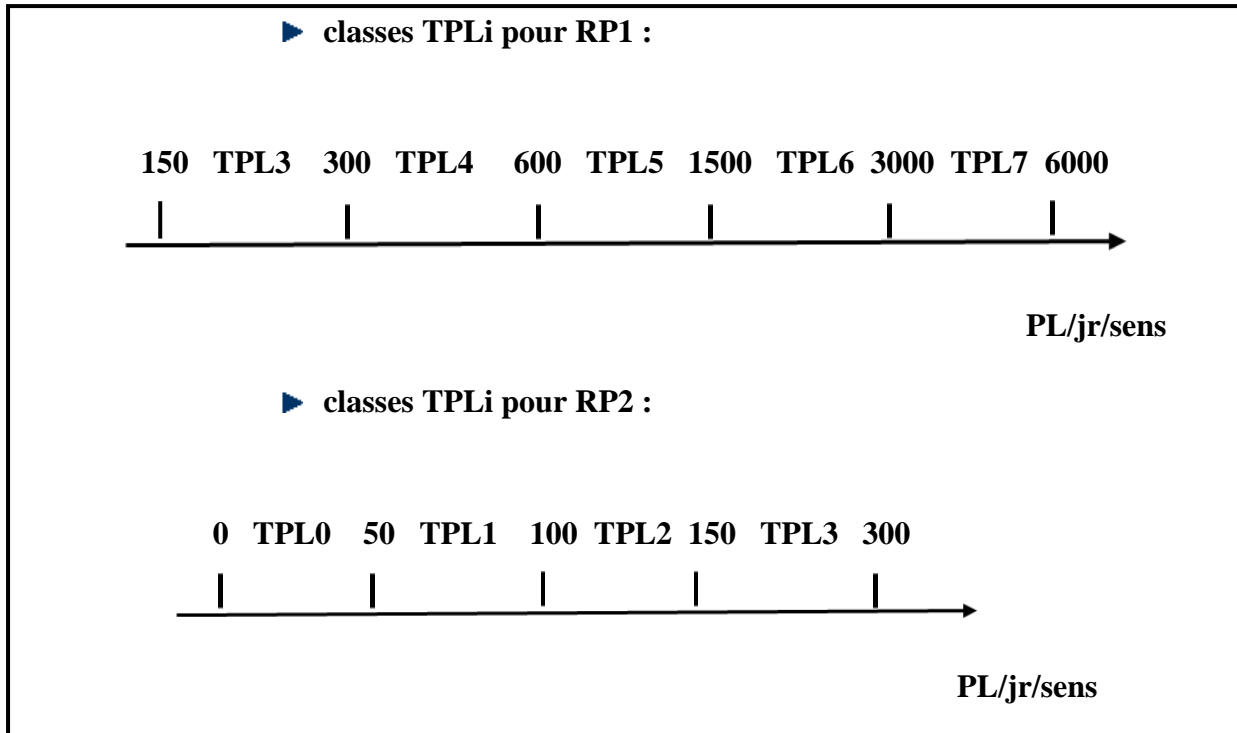 classes TPLi pour RP1 :
150 TPL3 300 TPL4 600 TPL5 1500 TPL6 3000 TPL7 6000
PL/jr/sens
classes TPLi pour RP2 :
0 TPL0 50 TPL1 100 TPL2 150 TPL3 300
PL/jr/sens